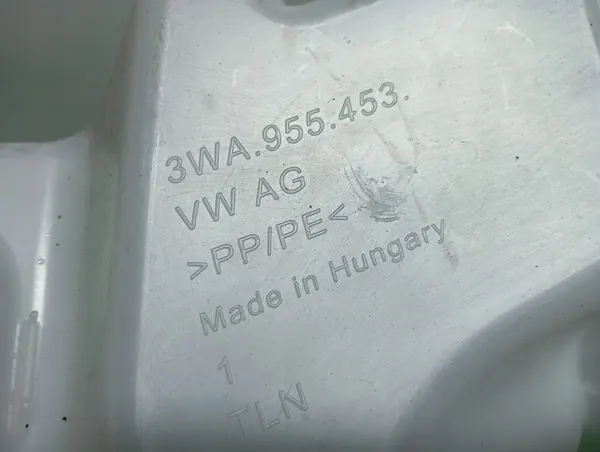 3WA.955.453.
VW AG
>PP/PE<
Made in Hungary
1
TLN